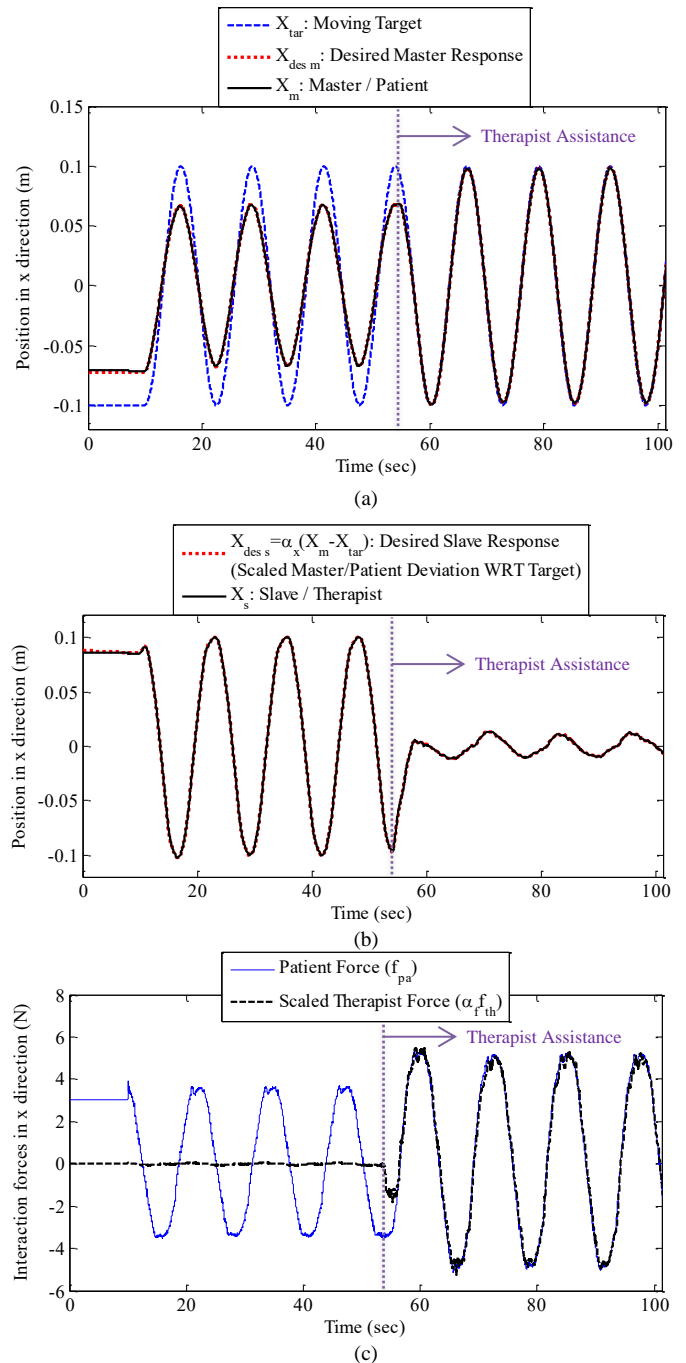 X_tar: Moving Target
X_des m: Desired Master Response
X_m: Master / Patient
0.15
0.1
0.05
0
-0.05
-0.1
Position in x direction (m)
Therapist Assistance
0 20 40 60 80 100
Time (sec)
(a)
X_des s=α_x(X_m-X_tar): Desired Slave Response
(Scaled Master/Patient Deviation WRT Target)
X_s: Slave / Therapist
0.1
0.05
0
-0.05
-0.1
Position in x direction (m)
Therapist Assistance
0 20 40 60 80 100
Time (sec)
(b)
Patient Force (f_pa)
Scaled Therapist Force (α_f f_th)
8
6
4
2
0
-2
-4
-6
Interaction forces in x direction (N)
Therapist Assistance
0 20 40 60 80 100
Time (sec)
(c)